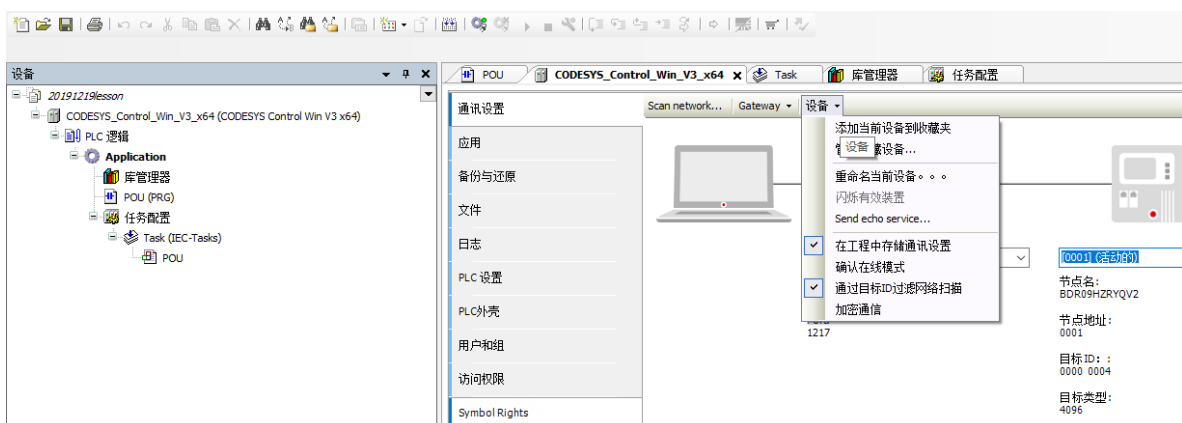 设备
20191219lesson
CODESYS_Control_Win_V3_x64 (CODESYS Control Win V3 x64)
PLC 逻辑
Application
库管理器
POU (PRG)
任务配置
Task (IEC-Tasks)
POU
POU CODESYS_Control_Win_V3_x64 Task 库管理器 任务配置
通讯设置
应用
备份与还原
文件
日志
PLC 设置
PLC外壳
用户和组
访问权限
Symbol Rights
Scan network... Gateway 设备
添加当前设备到收藏夹
设备
设备...
重命名当前设备。。。
闪烁有效装置
Send echo service...
在工程中存储通讯设置
确认在线模式
通过目标ID过滤网络扫描
加密通信
1217
[0001] (活动的)
节点名:
BDR09HZRYQV2
节点地址:
0001
目标ID: :
0000 0004
目标类型:
4096